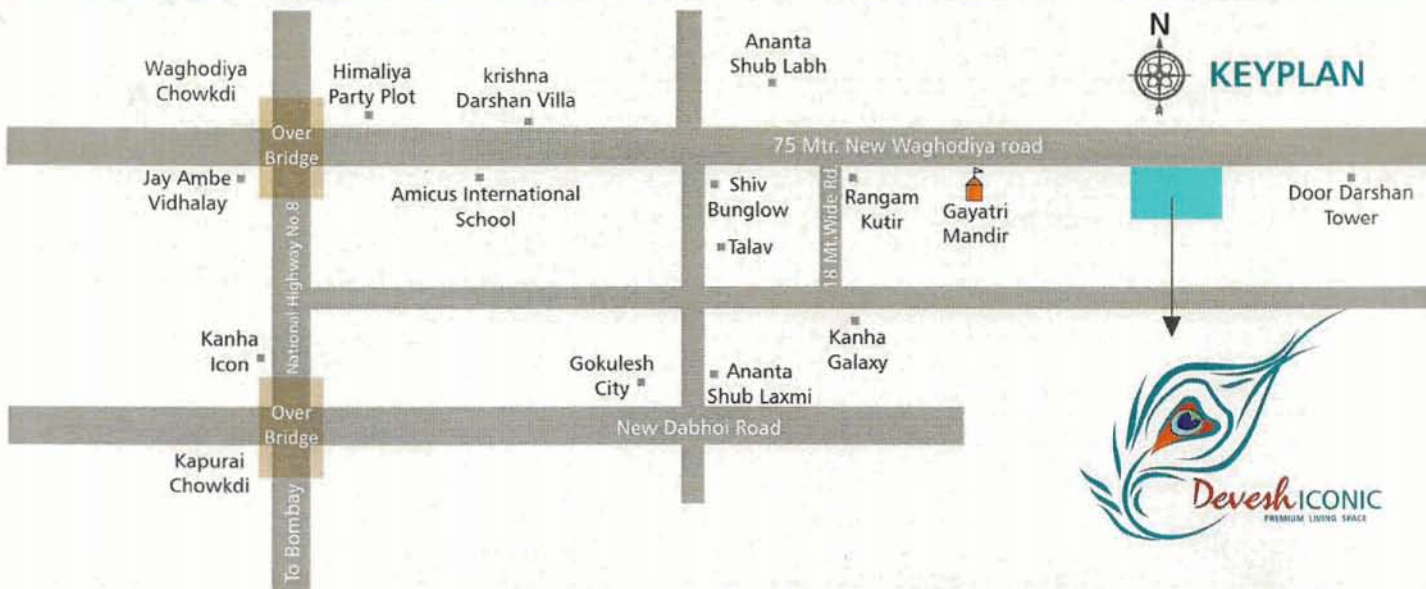 N
KEYPLAN
Waghodiya
Chowkdi
Himaliya
Party Plot
krishna
Darshan Villa
Ananta
Shub Labh
Over
Bridge
75 Mtr. New Waghodiya road
Jay Ambe
Vidhalay
Amicus International
School
Shiv
Bunglow
Talav
18 Mt.Wide Rd.
Rangam
Kutir
Gayatri
Mandir
Door Darshan
Tower
National Highway No.8
Kanha
Icon
Gokulesh
City
Ananta
Shub Laxmi
Kanha
Galaxy
Over
Bridge
New Dabhoi Road
Kapurai
Chowkdi
To Bombay
Devesh ICONIC
PREMIUM LIVING SPACE